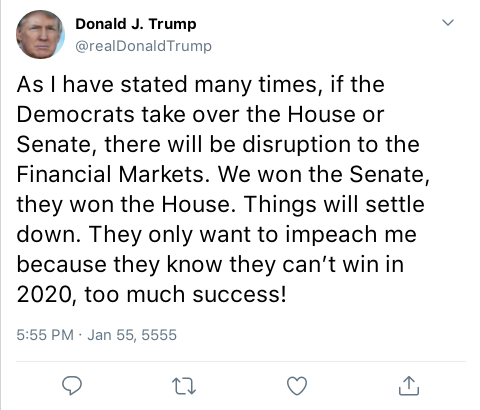 Donald J. Trump
@realDonaldTrump
As I have stated many times, if the
Democrats take over the House or
Senate, there will be disruption to the
Financial Markets. We won the Senate,
they won the House. Things will settle
down. They only want to impeach me
because they know they can’t win in
2020, too much success!
5:55 PM · Jan 55, 5555